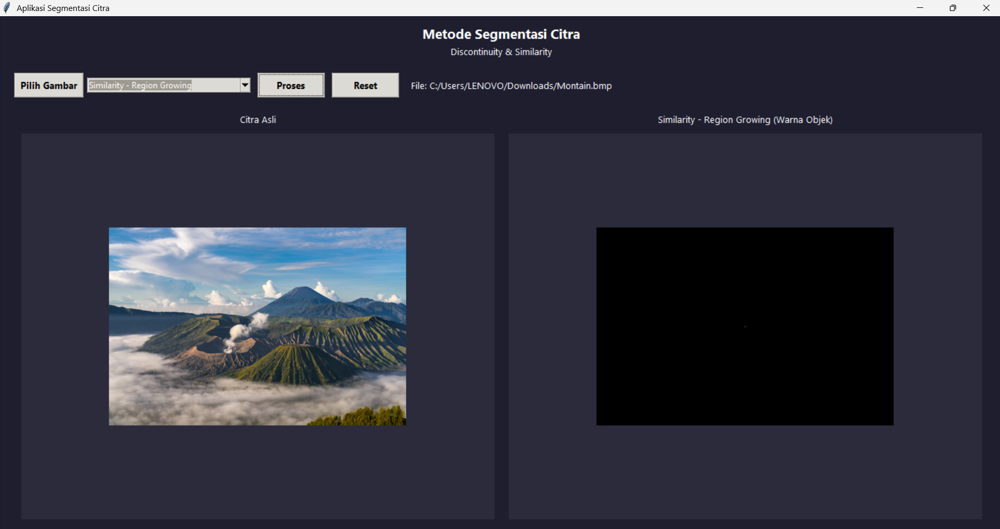 Aplikasi Segmentasi Citra
Metode Segmentasi Citra
Discontinuity & Similarity
Pilih Gambar
Similarity - Region Growing
Proses
Reset
File: C:/Users/LENOVO/Downloads/Montain.bmp
Citra Asli
Similarity - Region Growing (Warna Objek)